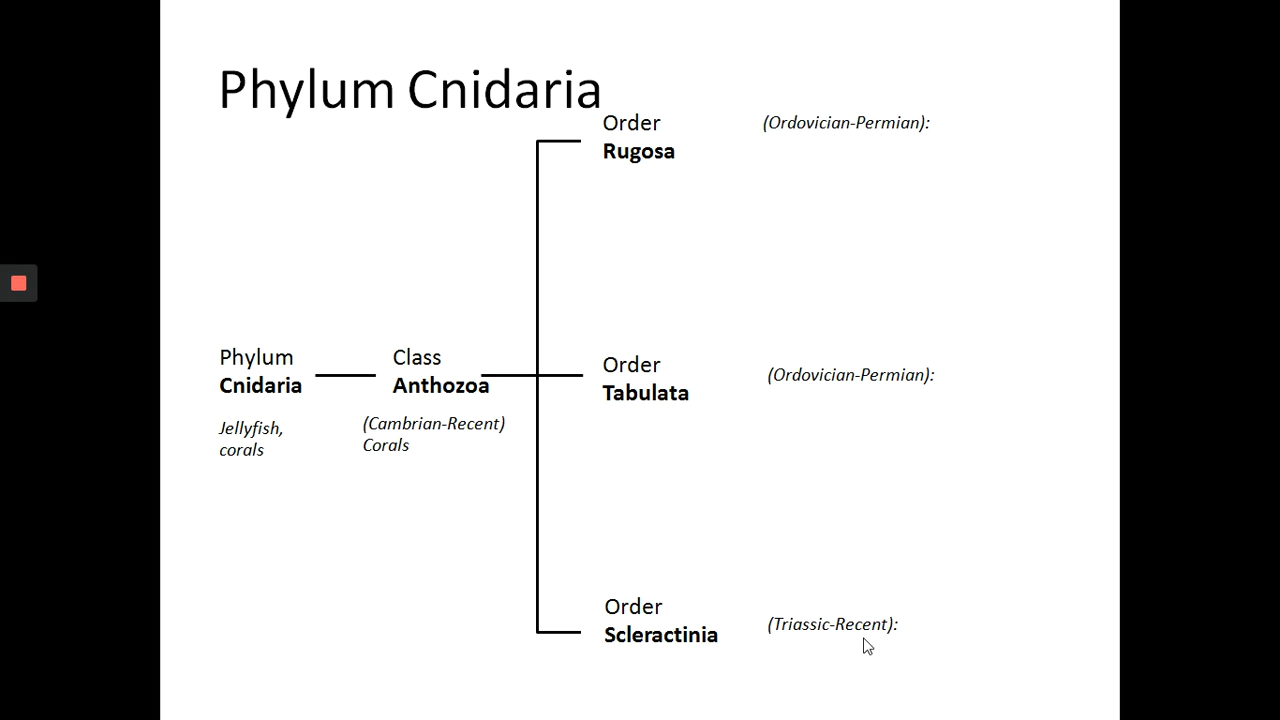 Phylum Cnidaria
Order
Rugosa
(Ordovician-Permian):
Phylum
Cnidaria
Jellyfish,
corals
Class
Anthozoa
(Cambrian-Recent)
Corals
Order
Tabulata
(Ordovician-Permian):
Order
Scleractinia
(Triassic-Recent):